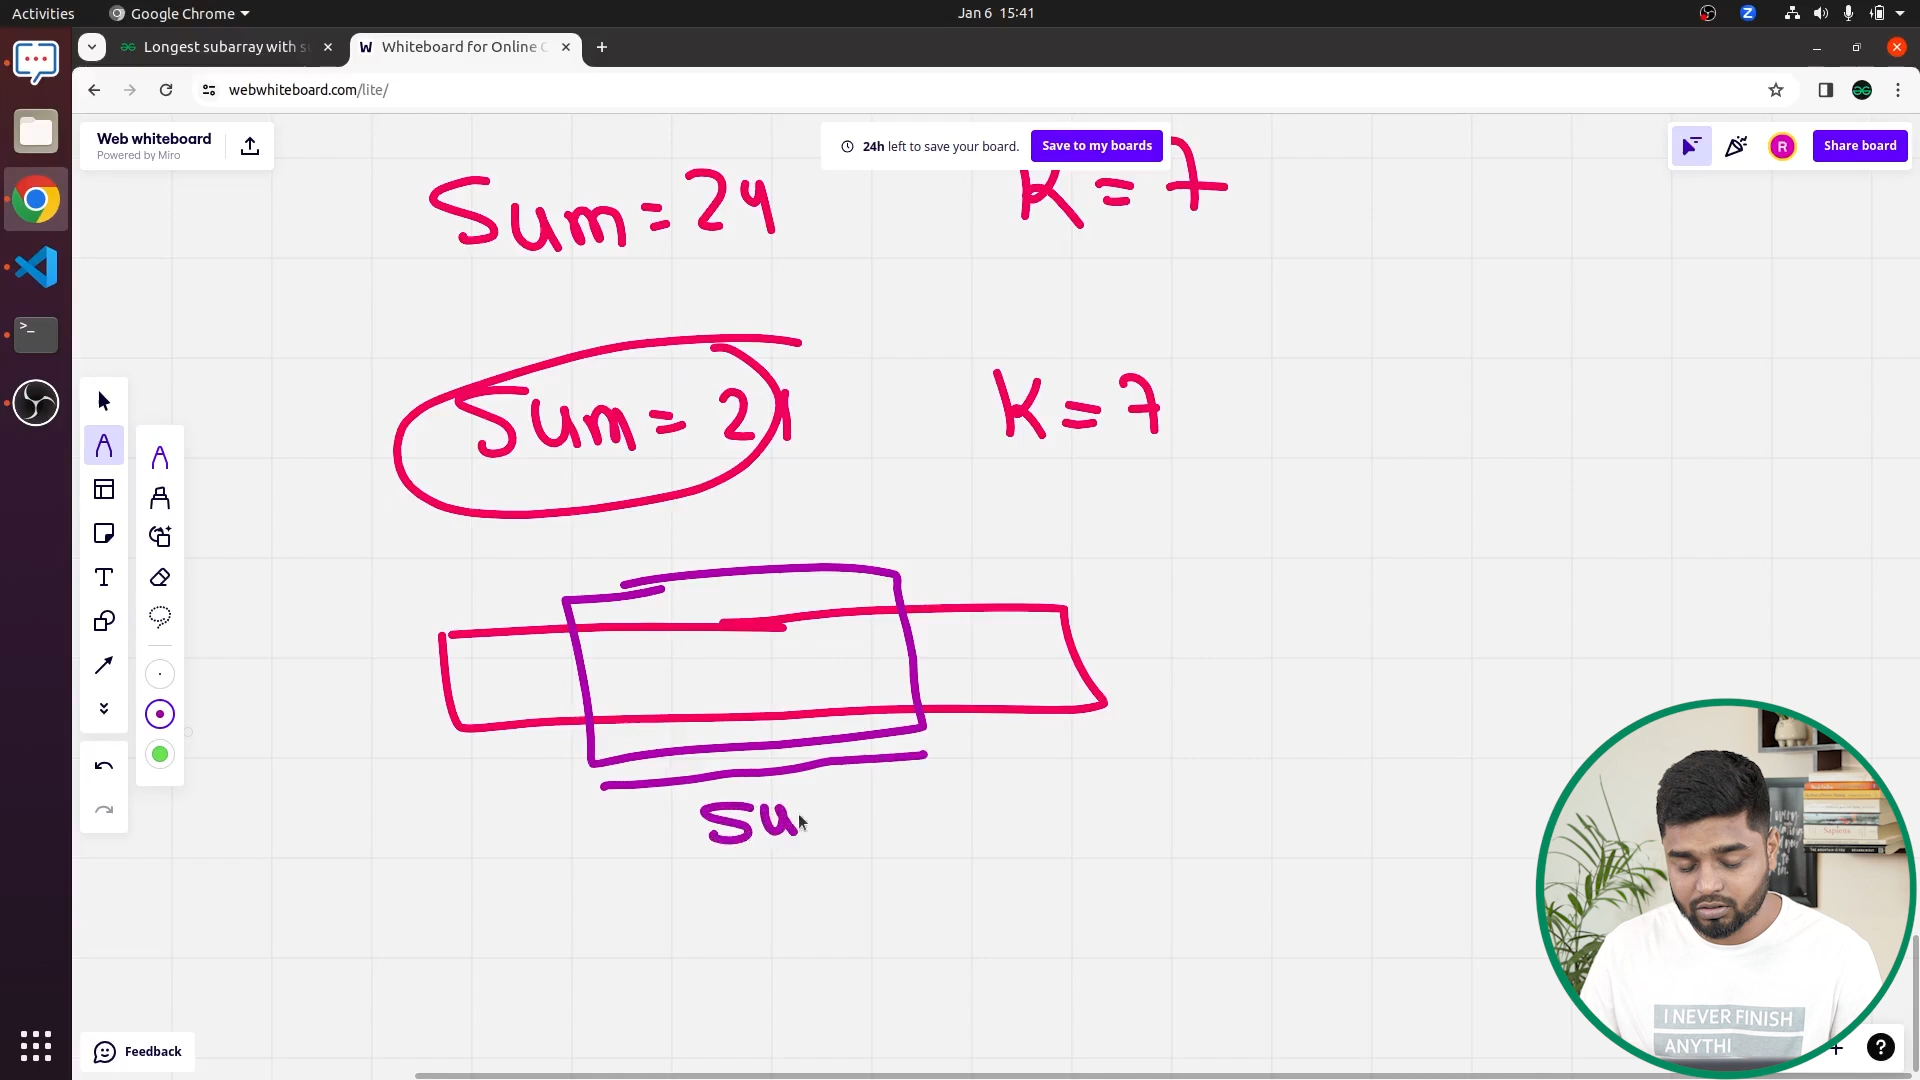 Activities
Google Chrome
Jan 6 15:41
Longest subarray with s
Whiteboard for Online C
webwhiteboard.com/lite/
Web whiteboard
Powered by Miro
24h left to save your board.
Save to my boards
R
Share board
Sum = 24
K = 7
Sum = 21
K = 7
Su
Feedback
I NEVER FINISH
ANYTHI